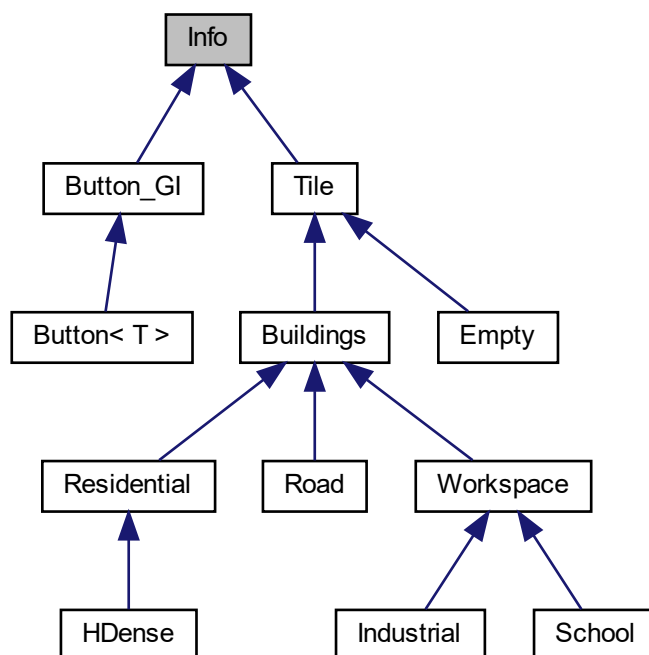 Info
Button_GI
Tile
Button< T >
Buildings
Empty
Residential
Road
Workspace
HDense
Industrial
School